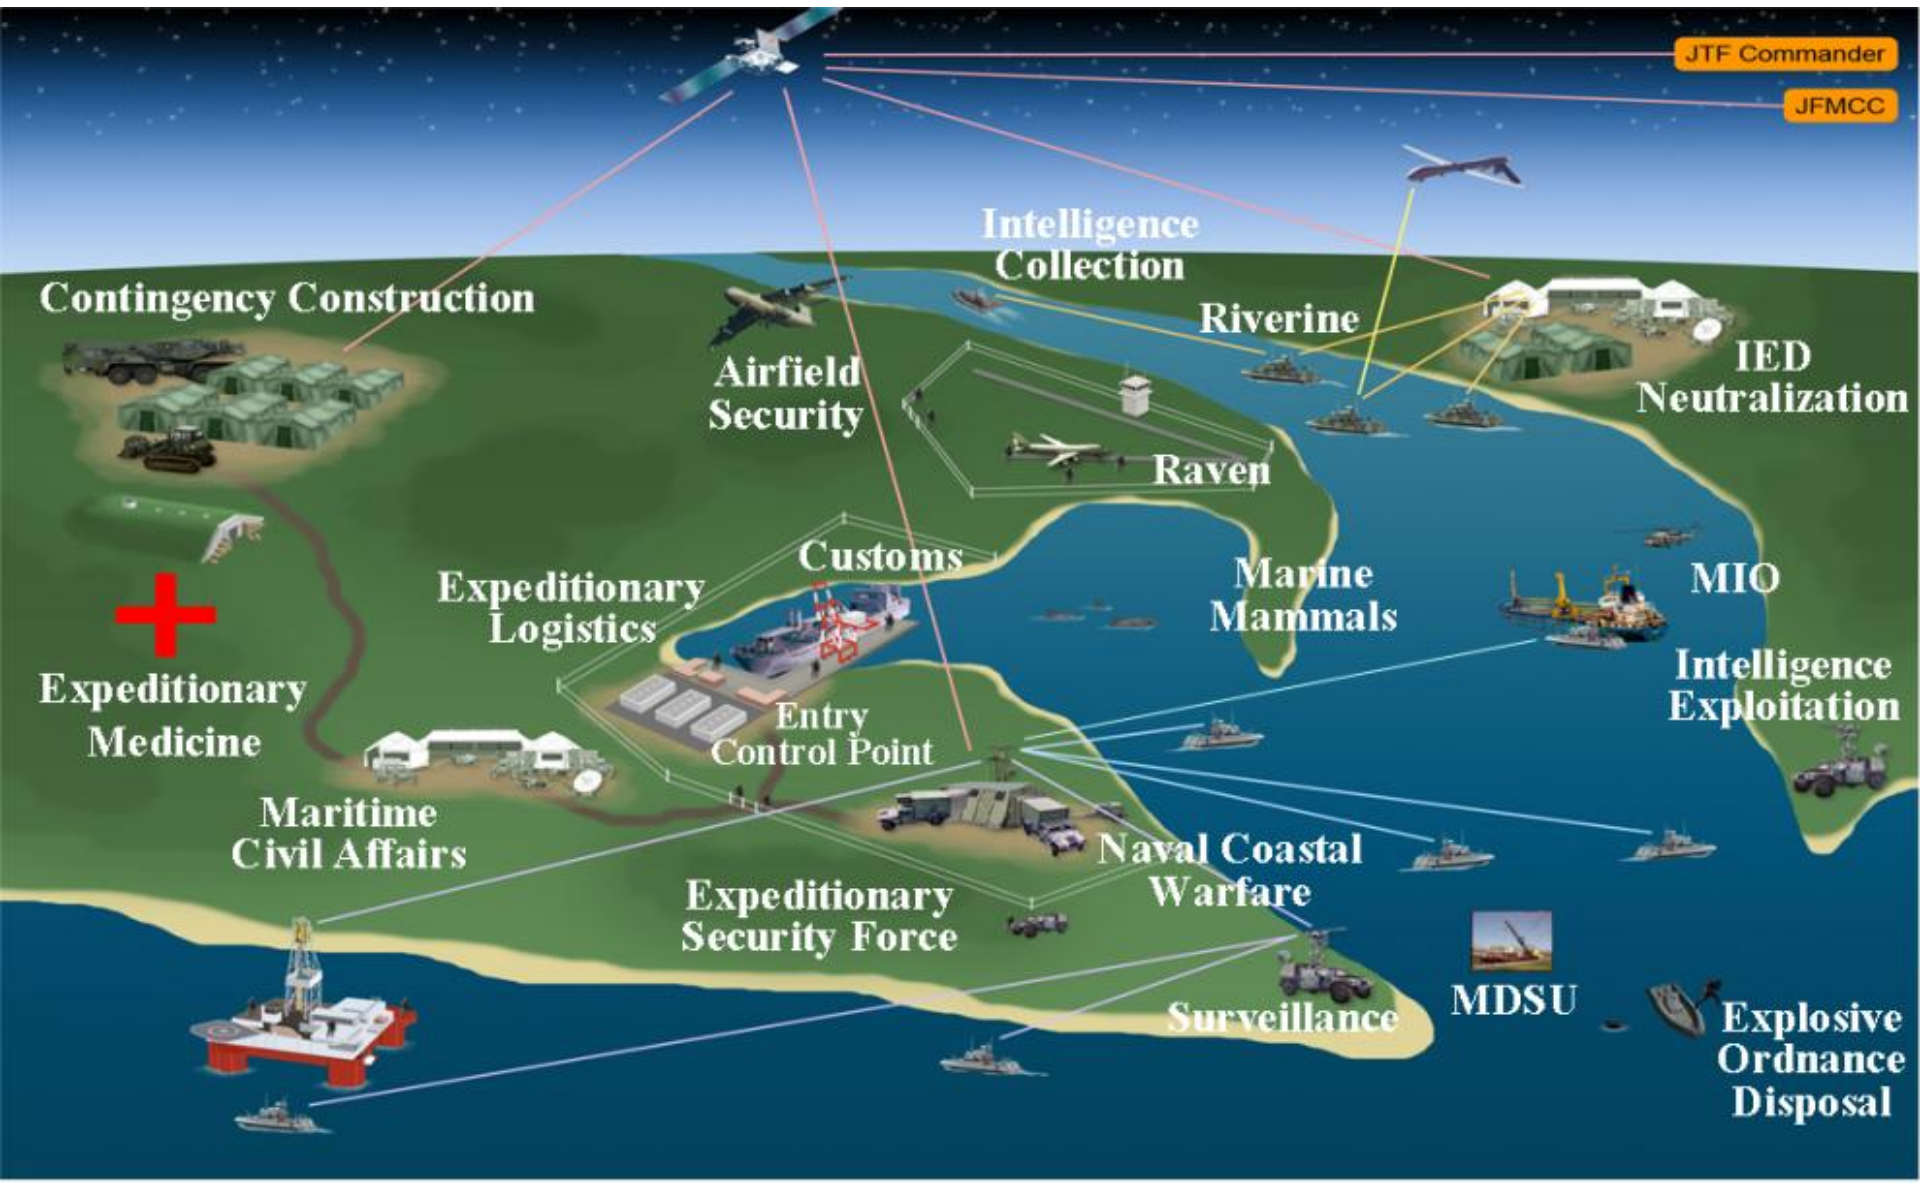 JTF Commander
JFMCC
Intelligence
Collection
Contingency Construction
Riverine
Airfield
Security
IED
Neutralization
Raven
Customs
Expeditionary
Logistics
Marine
Mammals
MIO
Expeditionary
Medicine
Intelligence
Exploitation
Entry
Control Point
Maritime
Civil Affairs
Naval Coastal
Warfare
Expeditionary
Security Force
Surveillance
MDSU
Explosive
Ordnance
Disposal